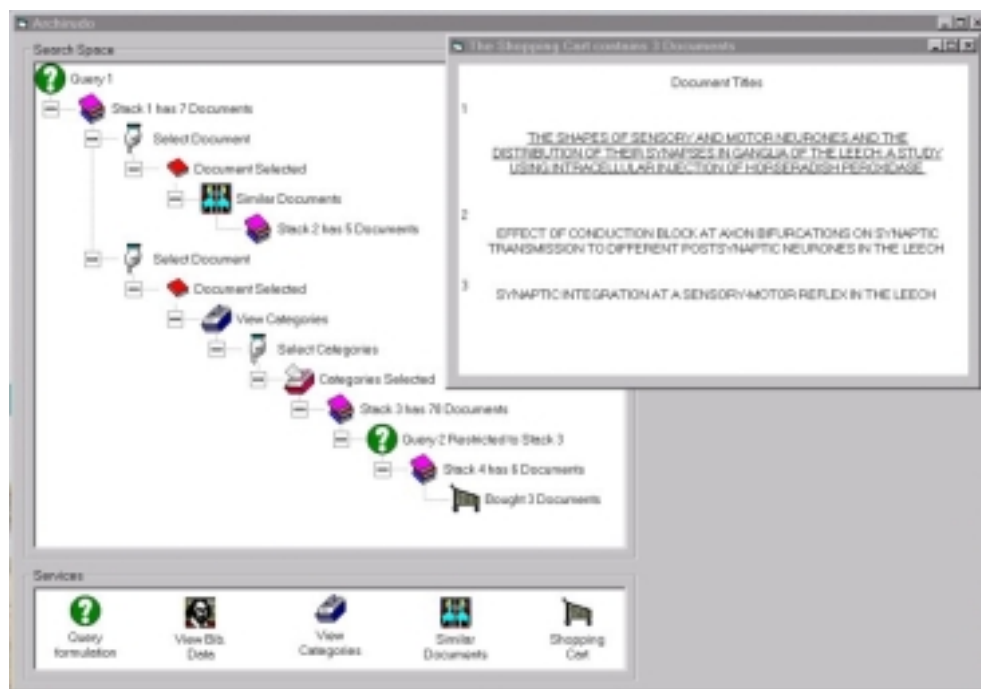 Archirudo
Search Space
Query 1
Stack 1 has 7 Documents
Select Document
Document Selected
Similar Documents
Stack 2 has 5 Documents
Select Document
Document Selected
View Categories
Select Categories
Categories Selected
Stack 3 has 78 Documents
Query 2 Restricted to Stack 3
Stack 4 has 6 Documents
Bought 3 Documents
The Shopping Cart contains 3 Documents
Document Titles
1
THE SHAPES OF SENSORY AND MOTOR NEURONES AND THE
DISTRIBUTION OF THEIR SYNAPSES IN GANGLIA OF THE LEECH: A STUDY
USING INTRACELLULAR INJECTION OF HORSERADISH PEROXIDASE.
2
EFFECT OF CONDUCTION BLOCK AT AXON BIFURCATIONS ON SYNAPTIC
TRANSMISSION TO DIFFERENT POSTSYNAPTIC NEURONES IN THE LEECH
3
SYNAPTIC INTEGRATION AT A SENSORY-MOTOR REFLEX IN THE LEECH
Services
Query
formulation
View Bib.
Data
View
Categories
Similar
Documents
Shopping
Cart